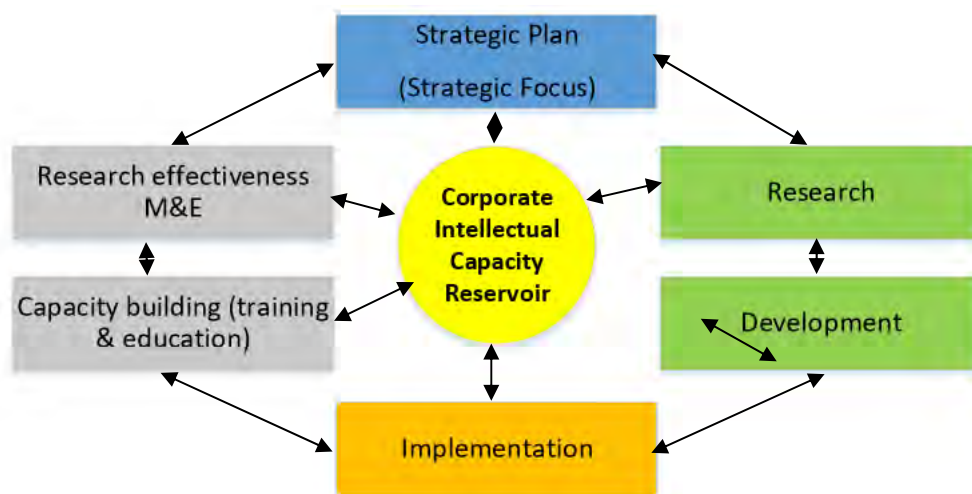 Strategic Plan
(Strategic Focus)
Research effectiveness
M&E
Corporate
Intellectual
Capacity
Reservoir
Research
Capacity building (training
& education)
Development
Implementation